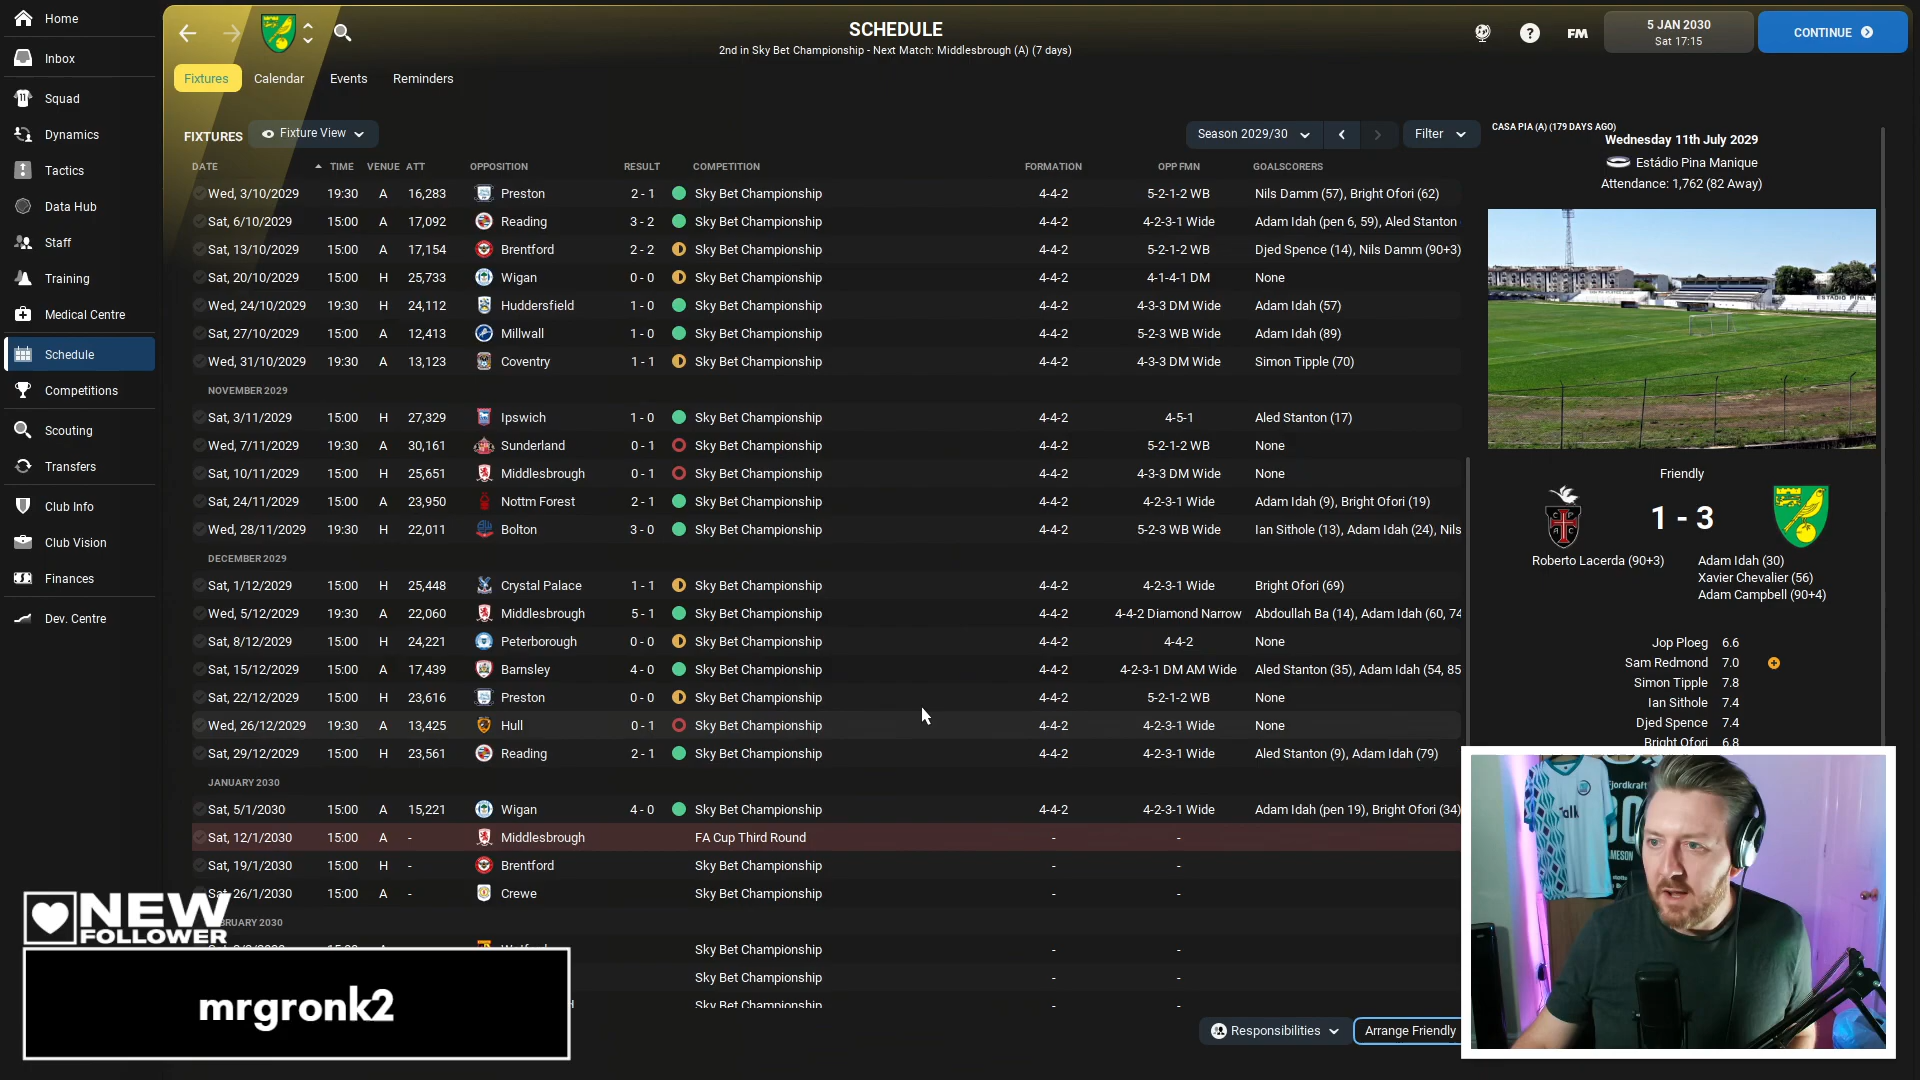 Home
Inbox
Squad
Dynamics
Tactics
Data Hub
Staff
Training
Medical Centre
Schedule
Competitions
Scouting
Transfers
Club Info
Club Vision
Finances
Dev. Centre
SCHEDULE
2nd in Sky Bet Championship - Next Match: Middlesbrough (A) (7 days)
FM
5 JAN 2030
Sat 17:15
CONTINUE
Fixtures Calendar Events Reminders
FIXTURES Fixture View Season 2029/30 Filter
DATE TIME VENUE ATT OPPOSITION RESULT COMPETITION FORMATION OPP FMN GOALSCORERS
Wed, 3/10/2029 19:30 A 16,283 Preston 2 - 1 Sky Bet Championship 4-4-2 5-2-1-2 WB Nils Damm (57), Bright Ofori (62)
Sat, 6/10/2029 15:00 A 17,092 Reading 3 - 2 Sky Bet Championship 4-4-2 4-2-3-1 Wide Adam Idah (pen 6, 59), Aled Stanton
Sat, 13/10/2029 15:00 A 17,154 Brentford 2 - 2 Sky Bet Championship 4-4-2 5-2-1-2 WB Djed Spence (14), Nils Damm (90+3)
Sat, 20/10/2029 15:00 H 25,733 Wigan 0 - 0 Sky Bet Championship 4-4-2 4-1-4-1 DM None
Wed, 24/10/2029 19:30 H 24,112 Huddersfield 1 - 0 Sky Bet Championship 4-4-2 4-3-3 DM Wide Adam Idah (57)
Sat, 27/10/2029 15:00 A 12,413 Millwall 1 - 0 Sky Bet Championship 4-4-2 5-2-3 WB Wide Adam Idah (89)
Wed, 31/10/2029 19:30 A 13,123 Coventry 1 - 1 Sky Bet Championship 4-4-2 4-3-3 DM Wide Simon Tipple (70)
NOVEMBER 2029
Sat, 3/11/2029 15:00 H 27,329 Ipswich 1 - 0 Sky Bet Championship 4-4-2 4-5-1 Aled Stanton (17)
Wed, 7/11/2029 19:30 A 30,161 Sunderland 0 - 1 Sky Bet Championship 4-4-2 5-2-1-2 WB None
Sat, 10/11/2029 15:00 H 25,651 Middlesbrough 0 - 1 Sky Bet Championship 4-4-2 4-3-3 DM Wide None
Sat, 24/11/2029 15:00 A 23,950 Nottm Forest 2 - 1 Sky Bet Championship 4-4-2 4-2-3-1 Wide Adam Idah (9), Bright Ofori (19)
Wed, 28/11/2029 19:30 H 22,011 Bolton 3 - 0 Sky Bet Championship 4-4-2 5-2-3 WB Wide Ian Sithole (13), Adam Idah (24), Nils
DECEMBER 2029
Sat, 1/12/2029 15:00 H 25,448 Crystal Palace 1 - 1 Sky Bet Championship 4-4-2 4-2-3-1 Wide Bright Ofori (69)
Wed, 5/12/2029 19:30 A 22,060 Middlesbrough 5 - 1 Sky Bet Championship 4-4-2 4-4-2 Diamond Narrow Abdoullah Ba (14), Adam Idah (60, 74
Sat, 8/12/2029 15:00 H 24,221 Peterborough 0 - 0 Sky Bet Championship 4-4-2 4-4-2 None
Sat, 15/12/2029 15:00 A 17,439 Barnsley 4 - 0 Sky Bet Championship 4-4-2 4-2-3-1 DM AM Wide Aled Stanton (35), Adam Idah (54, 85
Sat, 22/12/2029 15:00 H 23,616 Preston 0 - 0 Sky Bet Championship 4-4-2 5-2-1-2 WB None
Wed, 26/12/2029 19:30 A 13,425 Hull 0 - 1 Sky Bet Championship 4-4-2 4-2-3-1 Wide None
Sat, 29/12/2029 15:00 H 23,561 Reading 2 - 1 Sky Bet Championship 4-4-2 4-2-3-1 Wide Aled Stanton (9), Adam Idah (79)
JANUARY 2030
Sat, 5/1/2030 15:00 A 15,221 Wigan 4 - 0 Sky Bet Championship 4-4-2 4-2-3-1 Wide Adam Idah (pen 19), Bright Ofori (34)
Sat, 12/1/2030 15:00 A - Middlesbrough FA Cup Third Round - -
Sat, 19/1/2030 15:00 H - Brentford Sky Bet Championship - -
Sat, 26/1/2030 15:00 A - Crewe Sky Bet Championship - -
Sky Bet Championship - -
Sky Bet Championship - -
Sky Bet Championship - -
Responsibilities Arrange Friendly
CASA PIA (A) (179 DAYS AGO)
Wednesday 11th July 2029
Estádio Pina Manique
Attendance: 1,762 (82 Away)
Friendly
1 - 3
Roberto Lacerda (90+3)
Adam Idah (30)
Xavier Chevalier (56)
Adam Campbell (90+4)
Jop Ploeg 6.6
Sam Redmond 7.0
Simon Tipple 7.8
Ian Sithole 7.4
Djed Spence 7.4
Bright Ofori 6.8
NEW
FOLLOWER
mrgronk2